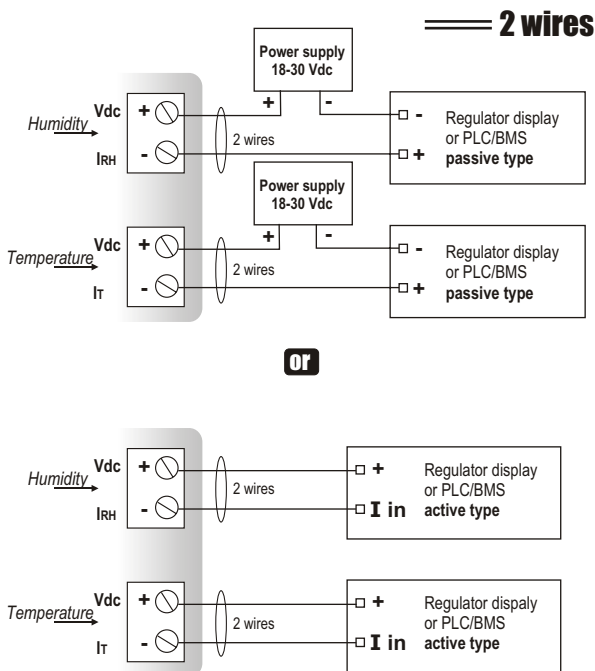 2 wires
Power supply
18-30 Vdc
+ -
Humidity
Vdc
+
IRH
-
2 wires
- Regulator display
or PLC/BMS
+ passive type
Power supply
18-30 Vdc
+ -
Temperature
Vdc
+
IT
-
2 wires
- Regulator display
or PLC/BMS
+ passive type
or
Humidity
Vdc
+
IRH
-
2 wires
+ Regulator display
or PLC/BMS
I in active type
Temperature
Vdc
+
IT
-
2 wires
+ Regulator dispaly
or PLC/BMS
I in active type